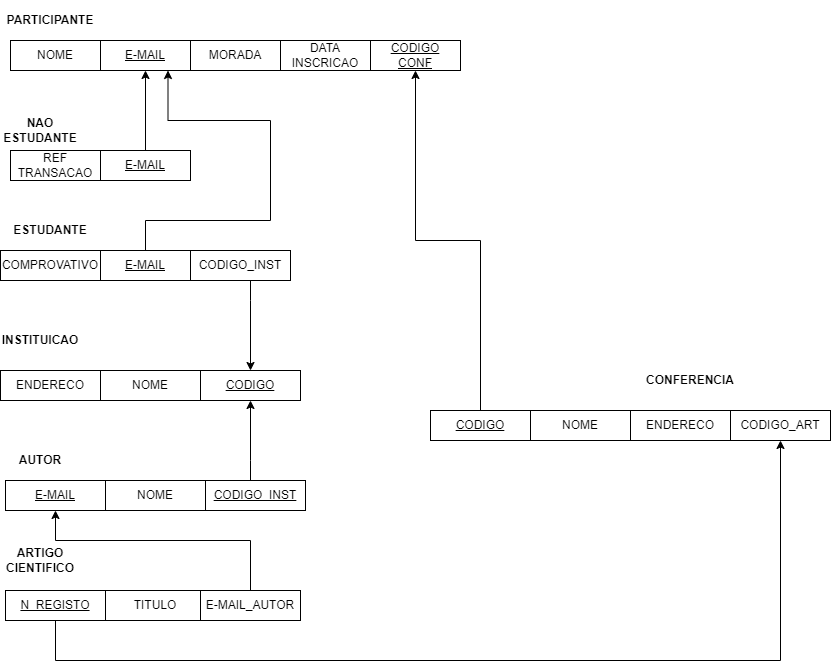 PARTICIPANTE
NOME
E-MAIL
MORADA
DATA
INSCRICAO
CODIGO
CONF
NAO
ESTUDANTE
REF
TRANSACAO
E-MAIL
ESTUDANTE
COMPROVATIVO
E-MAIL
CODIGO_INST
INSTITUICAO
ENDERECO
NOME
CODIGO
CONFERENCIA
CODIGO
NOME
ENDERECO
CODIGO_ART
AUTOR
E-MAIL
NOME
CODIGO_INST
ARTIGO
CIENTIFICO
N_REGISTO
TITULO
E-MAIL_AUTOR